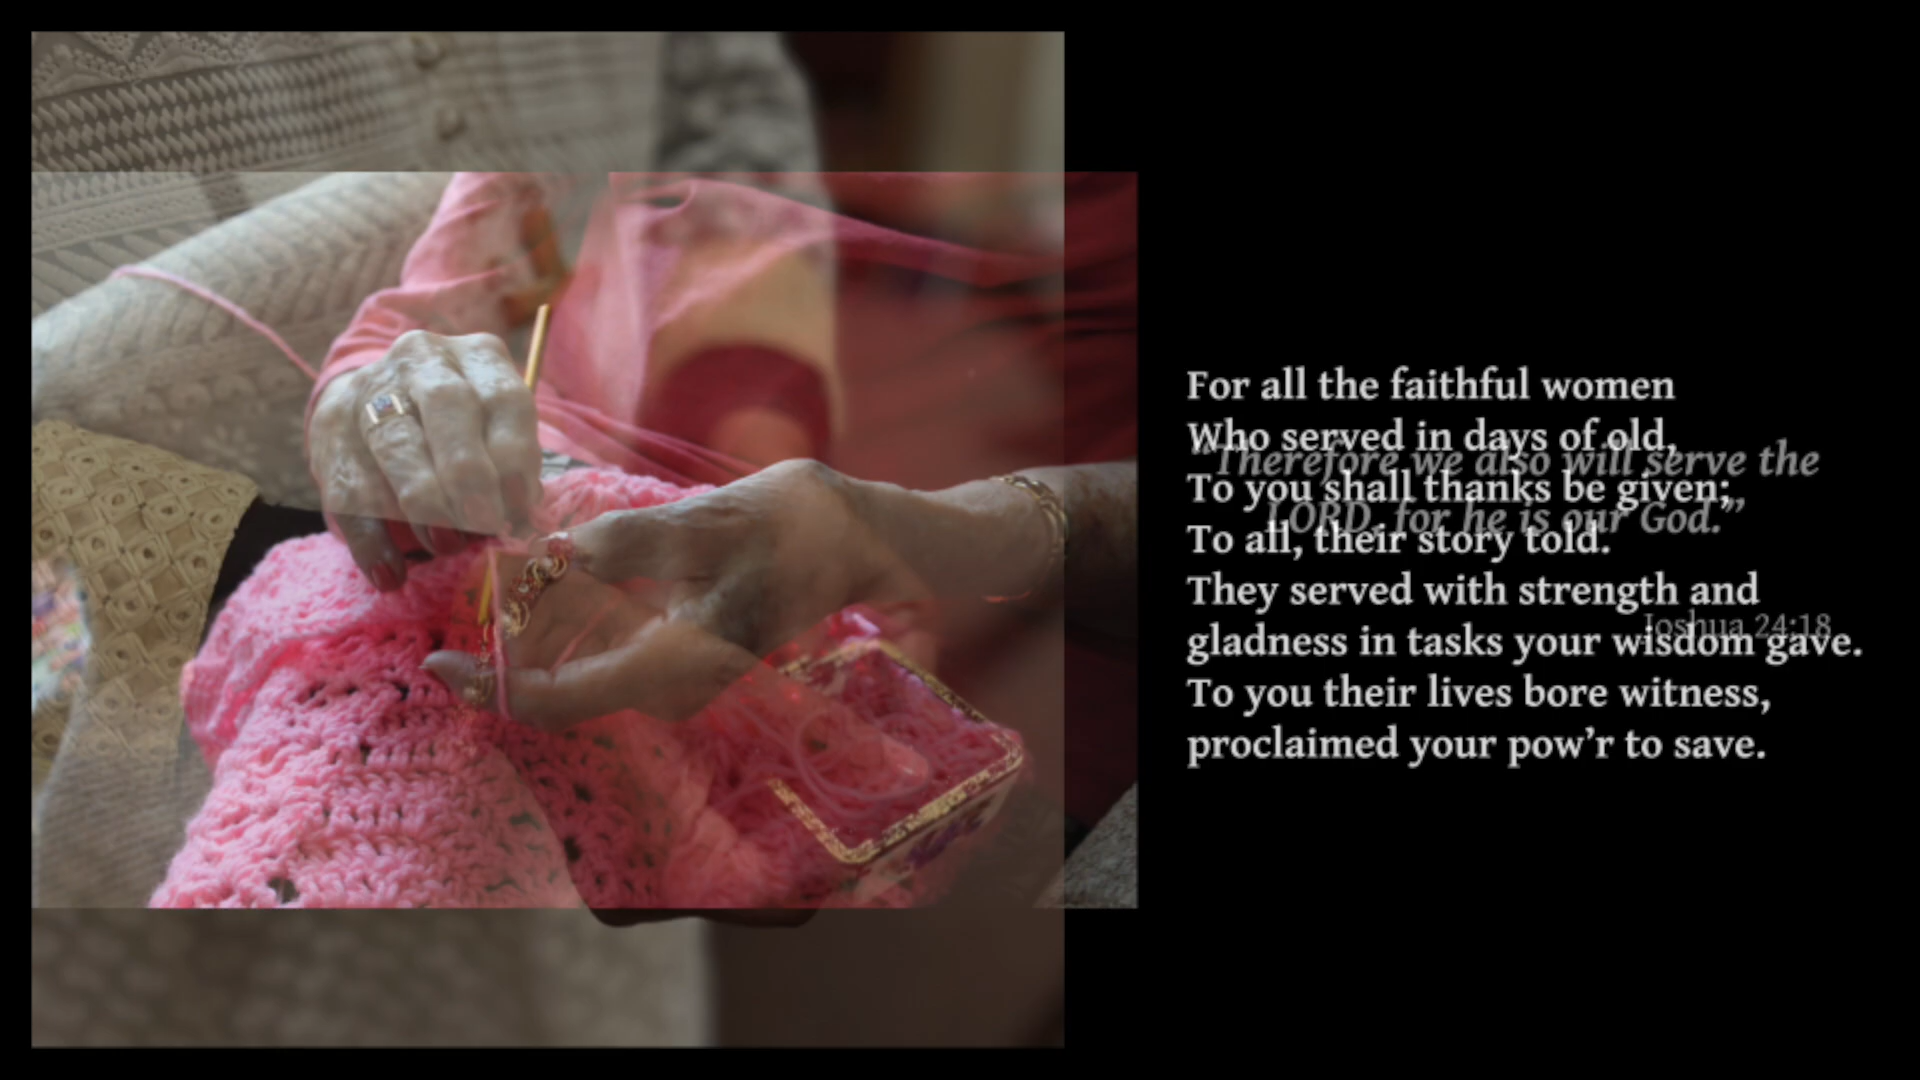 For all the faithful women
Who served in days of old,
To you shall thanks be given;
To all, their story told.
They served with strength and
gladness in tasks your wisdom gave.
To you their lives bore witness,
proclaimed your pow’r to save.
“Therefore we also will serve the
LORD, for he is our God.”
Joshua 24:18